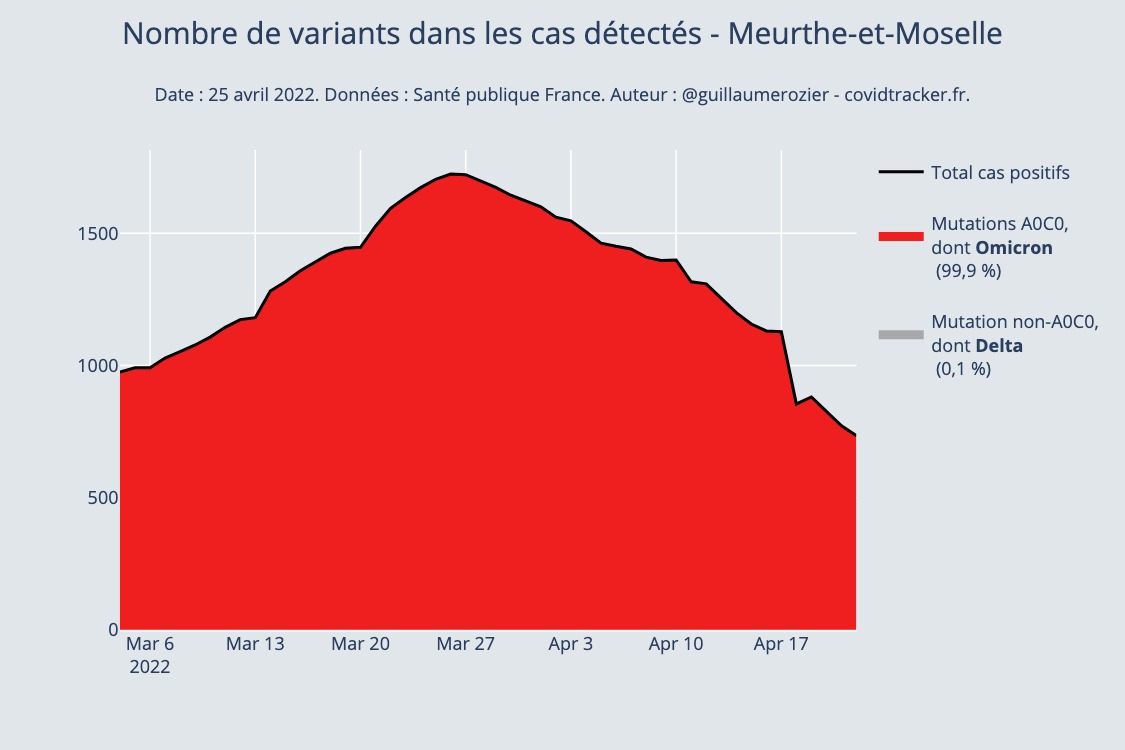 Nombre de variants dans les cas détectés - Meurthe-et-Moselle
Date : 25 avril 2022. Données : Santé publique France. Auteur : @guillaumerozier - covidtracker.fr.
Total cas positifs
Mutations A0C0,
dont Omicron
(99,9 %)
Mutation non-A0C0,
dont Delta
(0,1 %)
1500
1000
500
0
Mar 6 Mar 13 Mar 20 Mar 27 Apr 3 Apr 10 Apr 17
2022